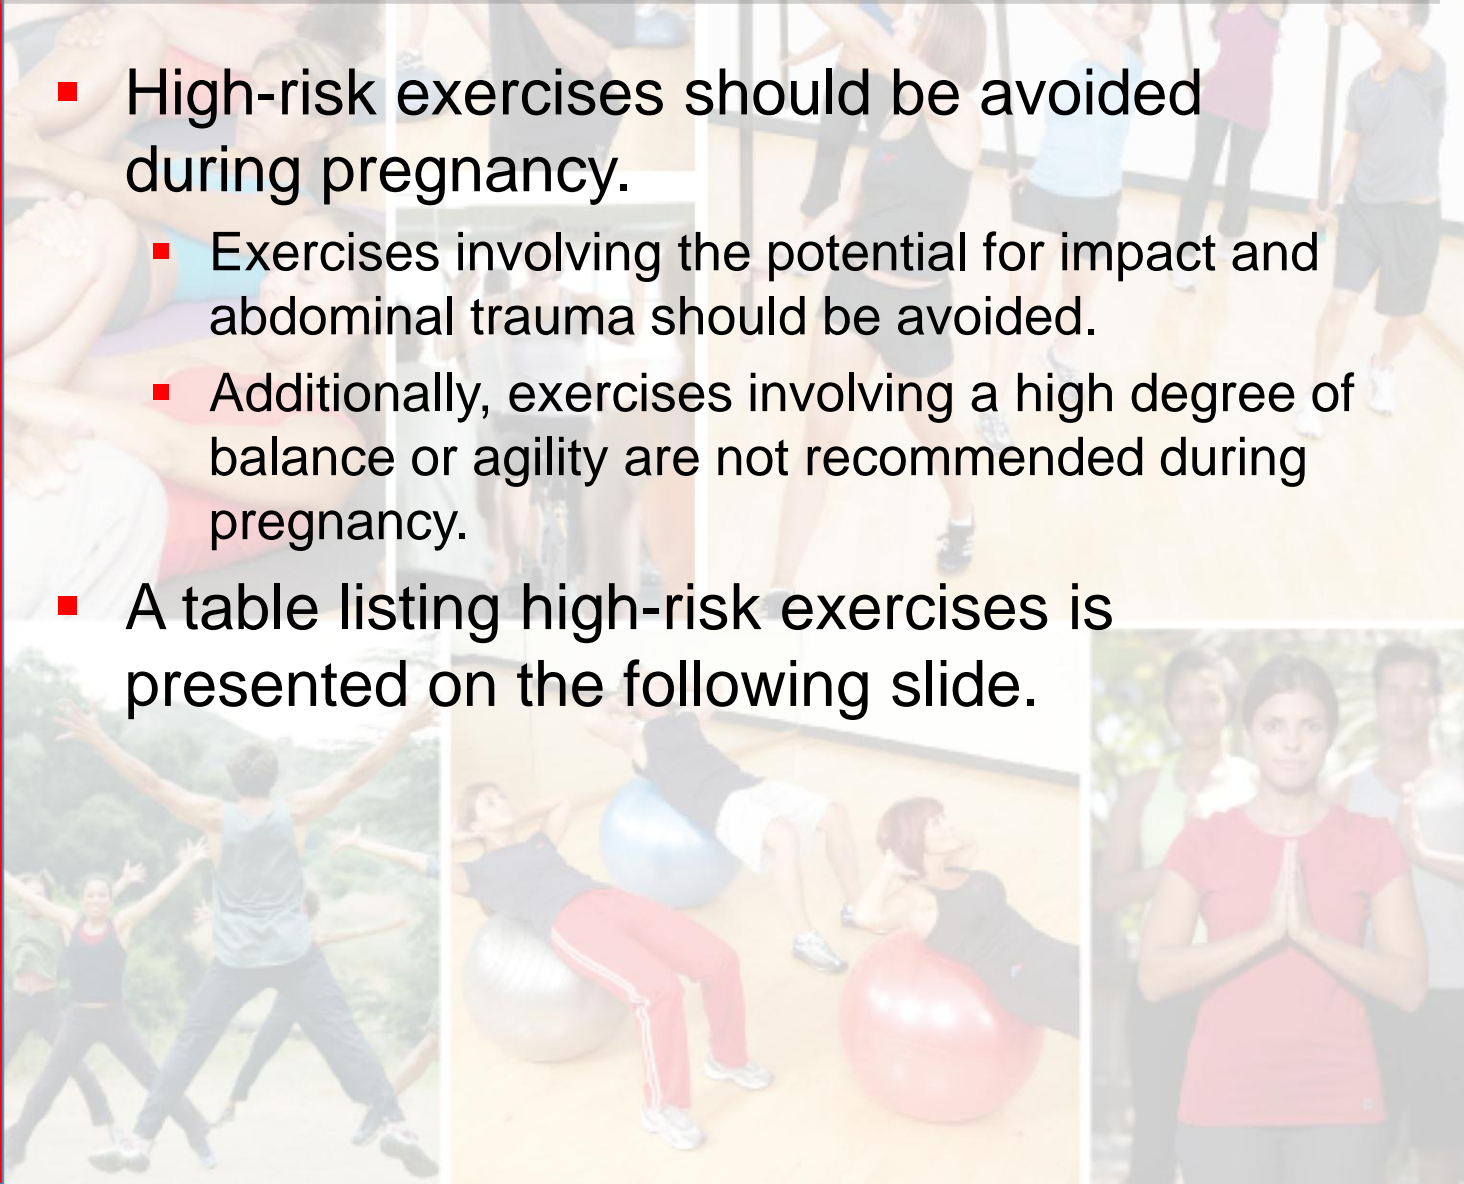 High-risk exercises should be avoided
during pregnancy.
Exercises involving the potential for impact and
abdominal trauma should be avoided.
Additionally, exercises involving a high degree of
balance or agility are not recommended during
pregnancy.
A table listing high-risk exercises is
presented on the following slide.